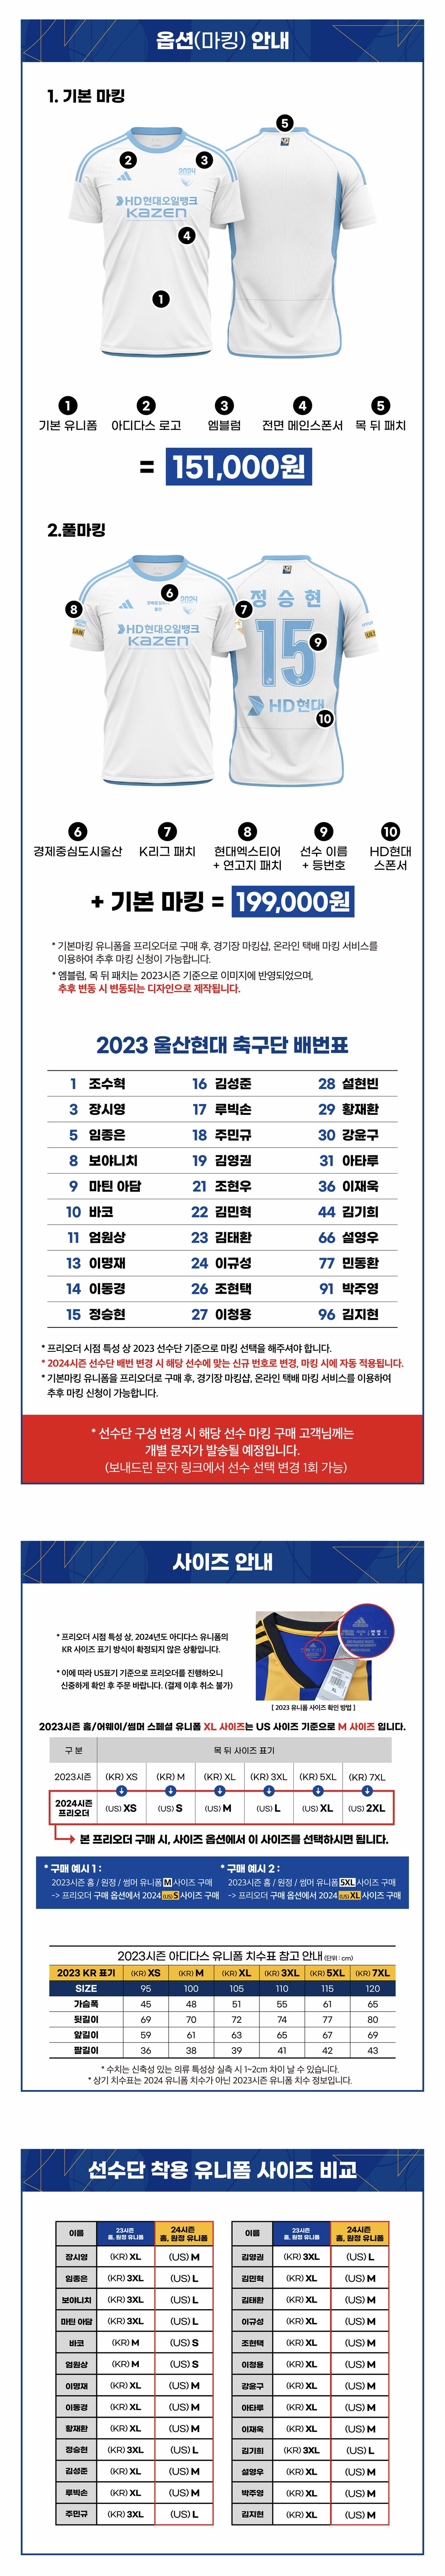 옵션(마킹) 안내
1. 기본 마킹
5
2
3
2024
HD현대오일뱅크
KAZEN
4
1
1 2 3 4 5
기본 유니폼 아디다스 로고 엠블럼 전면 메인스폰서 목 뒤 패치
= 151,000원
2.풀마킹
6
8
7
2024
정승현
HD현대오일뱅크
KAZEN
15
9
HD현대
10
6 7 8 9 10
경제중심도시울산 K리그 패치 현대엑스티어 선수 이름 HD현대
+ 연고지 패치 + 등번호 스폰서
+ 기본 마킹 = 199,000원
* 기본마킹 유니폼을 프리오더로 구매 후, 경기장 마킹샵, 온라인 택배 마킹 서비스를
이용하여 추후 마킹 신청이 가능합니다.
* 엠블럼, 목 뒤 패치는 2023시즌 기준으로 이미지에 반영되었으며,
추후 변동 시 변동되는 디자인으로 제작됩니다.
2023 울산현대 축구단 배번표
1 조수혁 16 김성준 28 설현빈
3 장시영 17 루빅손 29 황재환
5 임종은 18 주민규 30 강윤구
8 보야니치 19 김영권 31 아타루
9 마틴 아담 21 조현우 36 이재욱
10 바코 22 김민혁 44 김기희
11 엄원상 23 김태환 66 설영우
13 이명재 24 이규성 77 민동환
14 이동경 26 조현택 91 박주영
15 정승현 27 이청용 96 김지현
* 프리오더 시점 특성 상 2023 선수단 기준으로 마킹 선택을 해주셔야 합니다.
* 2024시즌 선수단 배번 변경 시 해당 선수에 맞는 신규 번호로 변경, 마킹 시에 자동 적용됩니다.
* 기본마킹 유니폼을 프리오더로 구매 후, 경기장 마킹샵, 온라인 택배 마킹 서비스를 이용하여
추후 마킹 신청이 가능합니다.
* 선수단 구성 변경 시 해당 선수 마킹 구매 고객님께는
개별 문자가 발송될 예정입니다.
(보내드린 문자 링크에서 선수 선택 변경 1회 가능)
사이즈 안내
* 프리오더 시점 특성 상, 2024년도 아디다스 유니폼의
KR 사이즈 표기 방식이 확정되지 않은 상황입니다.
* 이에 따라 US표기 기준으로 프리오더를 진행하오니
신중하게 확인 후 주문 바랍니다. (결제 이후 취소 불가)
[ 2023 유니폼 사이즈 확인 방법 ]
2023시즌 홈/어웨이/썸머 스페셜 유니폼 XL 사이즈는 US 사이즈 기준으로 M 사이즈 입니다.
구 분 목 뒤 사이즈 표기
2023시즌 (KR) XS (KR) M (KR) XL (KR) 3XL (KR) 5XL (KR) 7XL
2024시즌
프리오더 (US) XS (US) S (US) M (US) L (US) XL (US) 2XL
본 프리오더 구매 시, 사이즈 옵션에서 이 사이즈를 선택하시면 됩니다.
* 구매 예시 1 :
2023시즌 홈 / 원정 / 썸머 유니폼 M 사이즈 구매
-> 프리오더 구매 옵션에서 2024 (US) S 사이즈 구매
* 구매 예시 2 :
2023시즌 홈 / 원정 / 썸머 유니폼 5XL 사이즈 구매
-> 프리오더 구매 옵션에서 2024 (US) XL 사이즈 구매
2023시즌 아디다스 유니폼 치수표 참고 안내 (단위 : cm)
2023 KR 표기 (KR) XS (KR) M (KR) XL (KR) 3XL (KR) 5XL (KR) 7XL
SIZE 95 100 105 110 115 120
가슴폭 45 48 51 55 61 65
뒷길이 69 70 72 74 77 80
앞길이 59 61 63 65 67 69
팔길이 36 38 39 41 42 43
* 수치는 신축성 있는 의류 특성상 실측 시 1~2cm 차이 날 수 있습니다.
* 상기 치수표는 2024 유니폼 치수가 아닌 2023시즌 유니폼 치수 정보입니다.
선수단 착용 유니폼 사이즈 비교
이름 23시즌 홈, 원정 유니폼 24시즌 홈, 원정 유니폼
장시영 (KR) XL (US) M
임종은 (KR) 3XL (US) L
보야니치 (KR) 3XL (US) L
마틴 아담 (KR) 3XL (US) L
바코 (KR) M (US) S
엄원상 (KR) M (US) S
이명재 (KR) XL (US) M
이동경 (KR) XL (US) M
황재환 (KR) XL (US) M
정승현 (KR) 3XL (US) L
김성준 (KR) XL (US) M
루빅손 (KR) XL (US) M
주민규 (KR) 3XL (US) L
이름 23시즌 홈, 원정 유니폼 24시즌 홈, 원정 유니폼
김영권 (KR) 3XL (US) L
김민혁 (KR) XL (US) M
김태환 (KR) XL (US) M
이규성 (KR) XL (US) M
조현택 (KR) XL (US) M
이청용 (KR) XL (US) M
강윤구 (KR) XL (US) M
아타루 (KR) XL (US) M
이재욱 (KR) XL (US) M
김기희 (KR) 3XL (US) L
설영우 (KR) XL (US) M
박주영 (KR) XL (US) M
김지현 (KR) XL (US) M